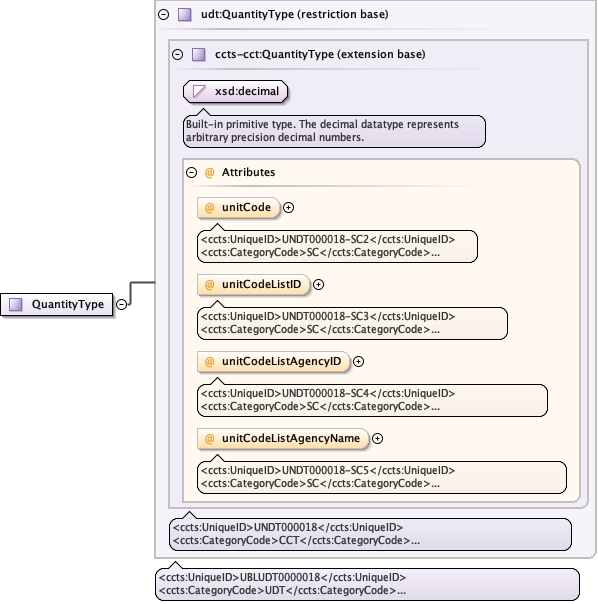 udt:QuantityType (restriction base)
ccts-cct:QuantityType (extension base)
xsd:decimal
Built-in primitive type. The decimal datatype represents
arbitrary precision decimal numbers.
@ Attributes
@ unitCode
<ccts:UniqueID>UNDT000018-SC2</ccts:UniqueID>
<ccts:CategoryCode>SC</ccts:CategoryCode>...
@ unitCodeListID
<ccts:UniqueID>UNDT000018-SC3</ccts:UniqueID>
<ccts:CategoryCode>SC</ccts:CategoryCode>...
QuantityType
@ unitCodeListAgencyID
<ccts:UniqueID>UNDT000018-SC4</ccts:UniqueID>
<ccts:CategoryCode>SC</ccts:CategoryCode>...
@ unitCodeListAgencyName
<ccts:UniqueID>UNDT000018-SC5</ccts:UniqueID>
<ccts:CategoryCode>SC</ccts:CategoryCode>...
<ccts:UniqueID>UNDT000018</ccts:UniqueID>
<ccts:CategoryCode>CCT</ccts:CategoryCode>...
<ccts:UniqueID>UBLUDT0000018</ccts:UniqueID>
<ccts:CategoryCode>UDT</ccts:CategoryCode>...